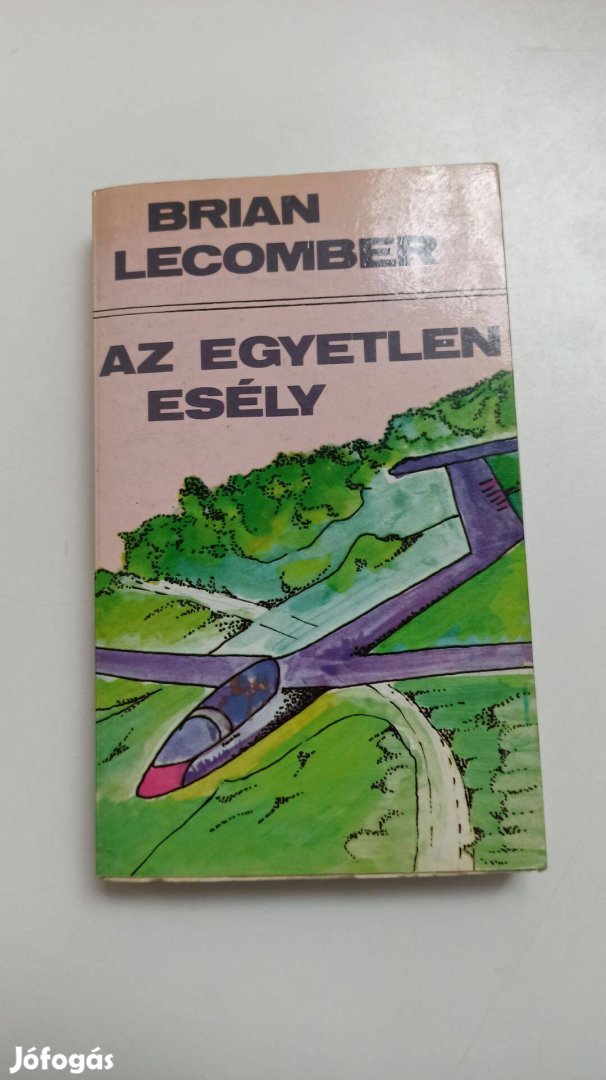 BRIAN
LECOMBER
AZ EGYETLEN
ESÉLY
Jófogás